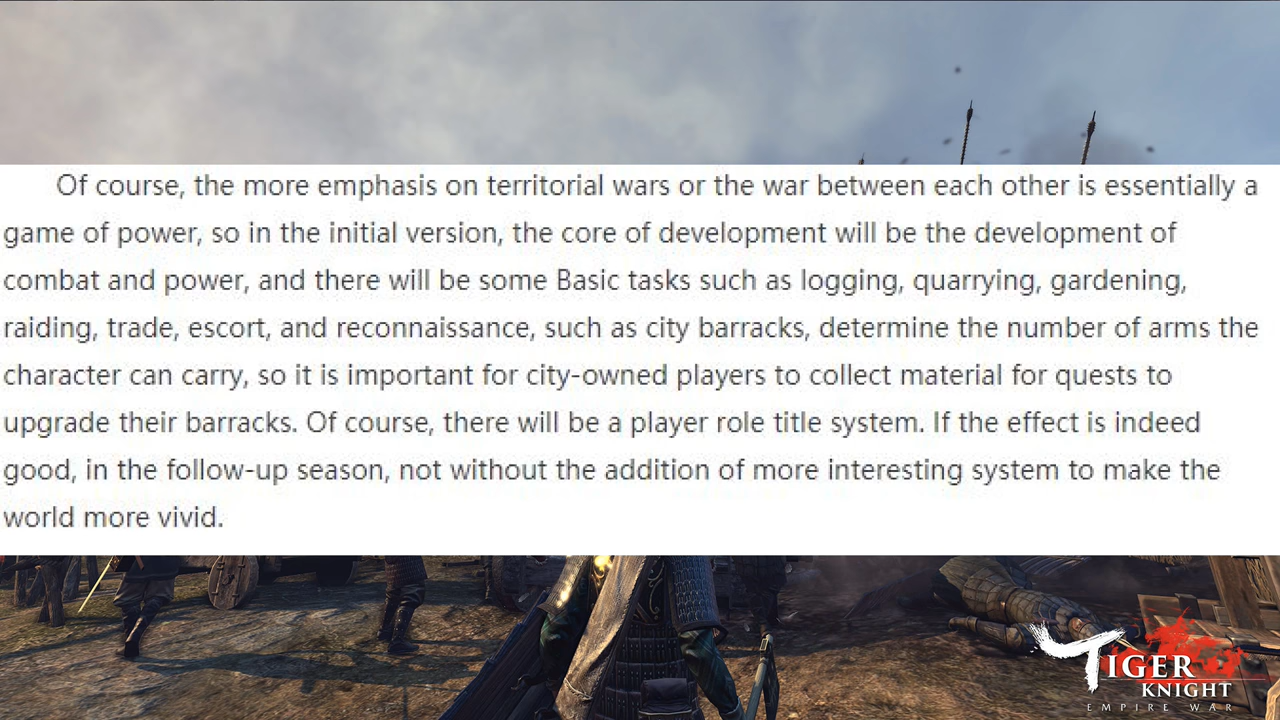 Of course, the more emphasis on territorial wars or the war between each other is essentially a
game of power, so in the initial version, the core of development will be the development of
combat and power, and there will be some Basic tasks such as logging, quarrying, gardening,
raiding, trade, escort, and reconnaissance, such as city barracks, determine the number of arms the
character can carry, so it is important for city-owned players to collect material for quests to
upgrade their barracks. Of course, there will be a player role title system. If the effect is indeed
good, in the follow-up season, not without the addition of more interesting system to make the
world more vivid.
TIGER
KNIGHT
EMPIRE WAR